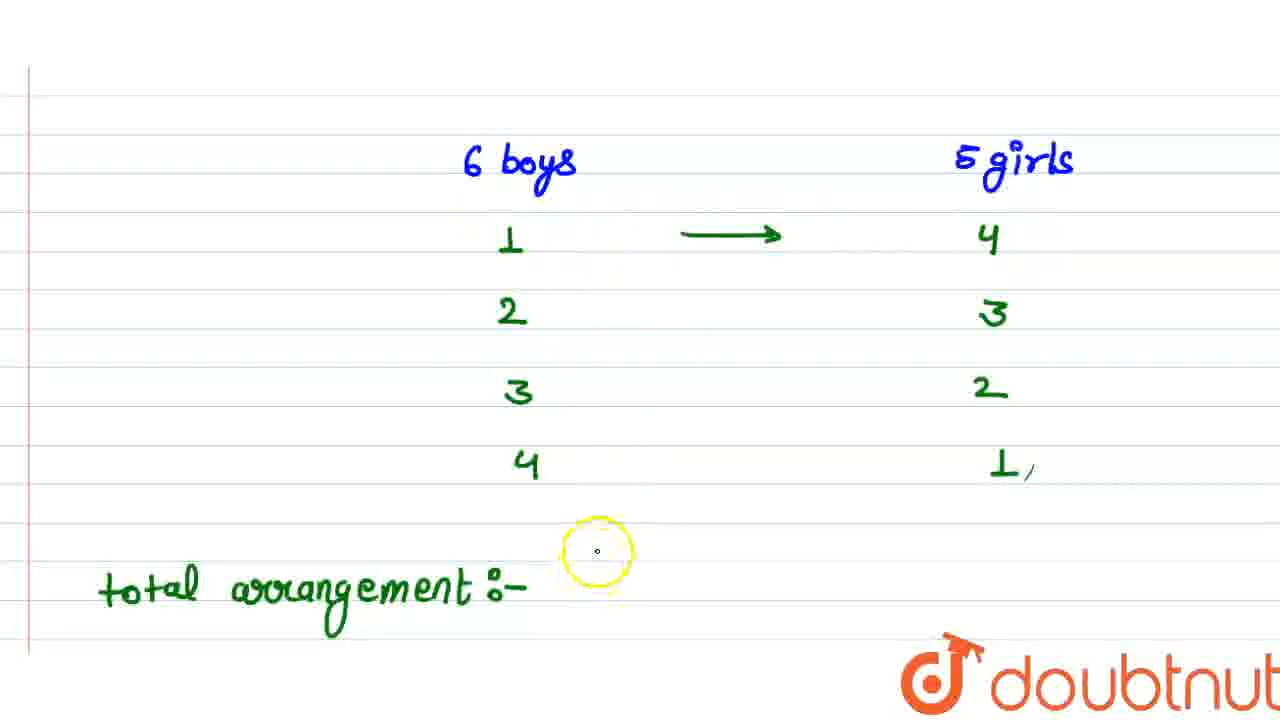 6 boys 5 girls
1 → 4
2 3
3 2
4 1,
total arrangement :-
doubtnut